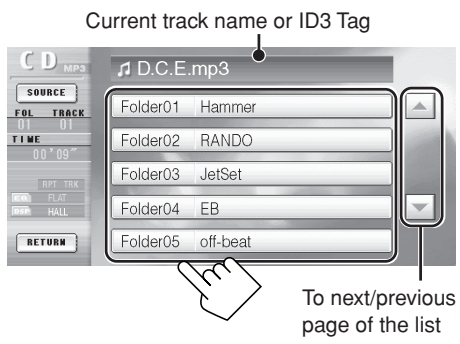 Current track name or ID3 Tag
CD MP3
D.C.E.mp3
SOURCE
FOL TRACK
01 01
TIME
00'09"
RPT TRK
EQ FLAT
DSP HALL
RETURN
Folder01 Hammer
Folder02 RANDO
Folder03 JetSet
Folder04 EB
Folder05 off-beat
To next/previous
page of the list